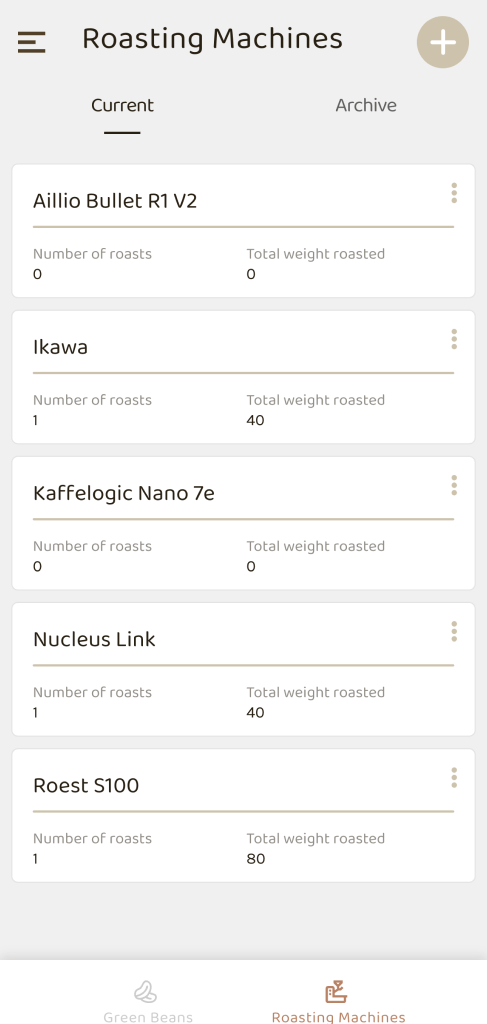 Roasting Machines
Current Archive
Aillio Bullet R1 V2
Number of roasts Total weight roasted
0 0
Ikawa
Number of roasts Total weight roasted
1 40
Kaffelogic Nano 7e
Number of roasts Total weight roasted
0 0
Nucleus Link
Number of roasts Total weight roasted
1 40
Roest S100
Number of roasts Total weight roasted
1 80
Green Beans Roasting Machines